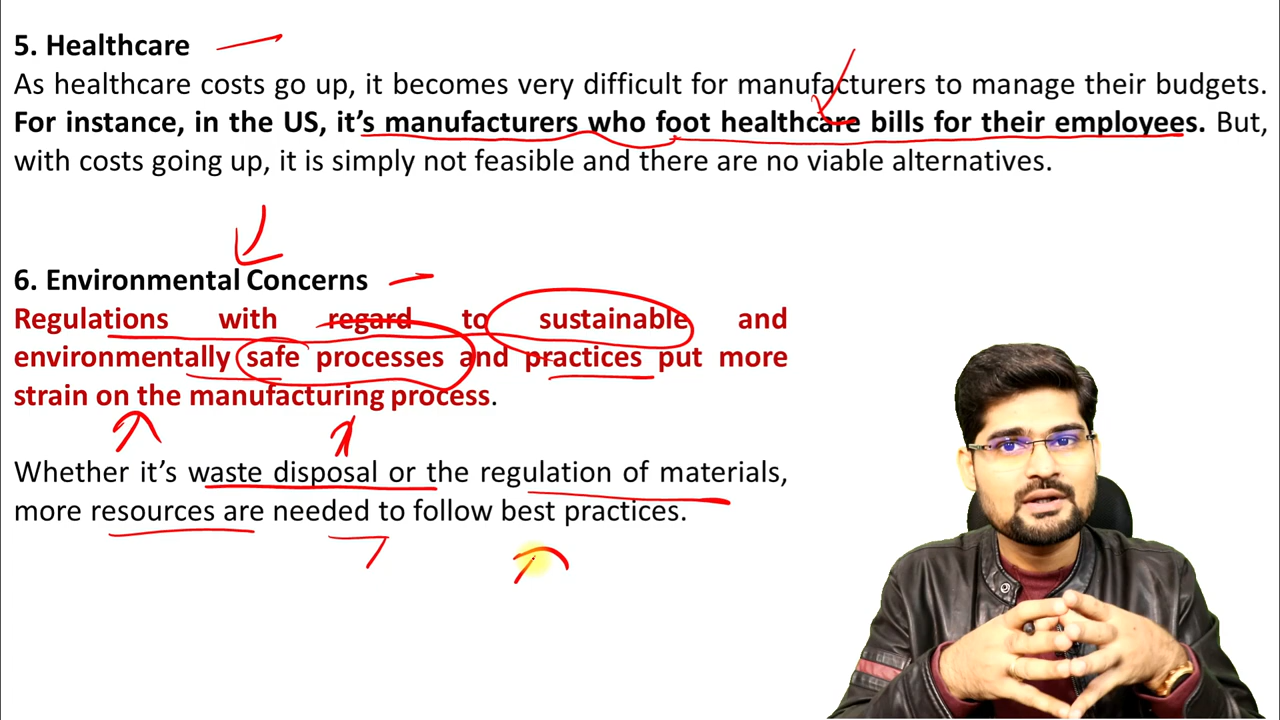 5. Healthcare
As healthcare costs go up, it becomes very difficult for manufacturers to manage their budgets.
For instance, in the US, it’s manufacturers who foot healthcare bills for their employees. But,
with costs going up, it is simply not feasible and there are no viable alternatives.
6. Environmental Concerns
Regulations with regard to sustainable and
environmentally safe processes and practices put more
strain on the manufacturing process.
Whether it’s waste disposal or the regulation of materials,
more resources are needed to follow best practices.